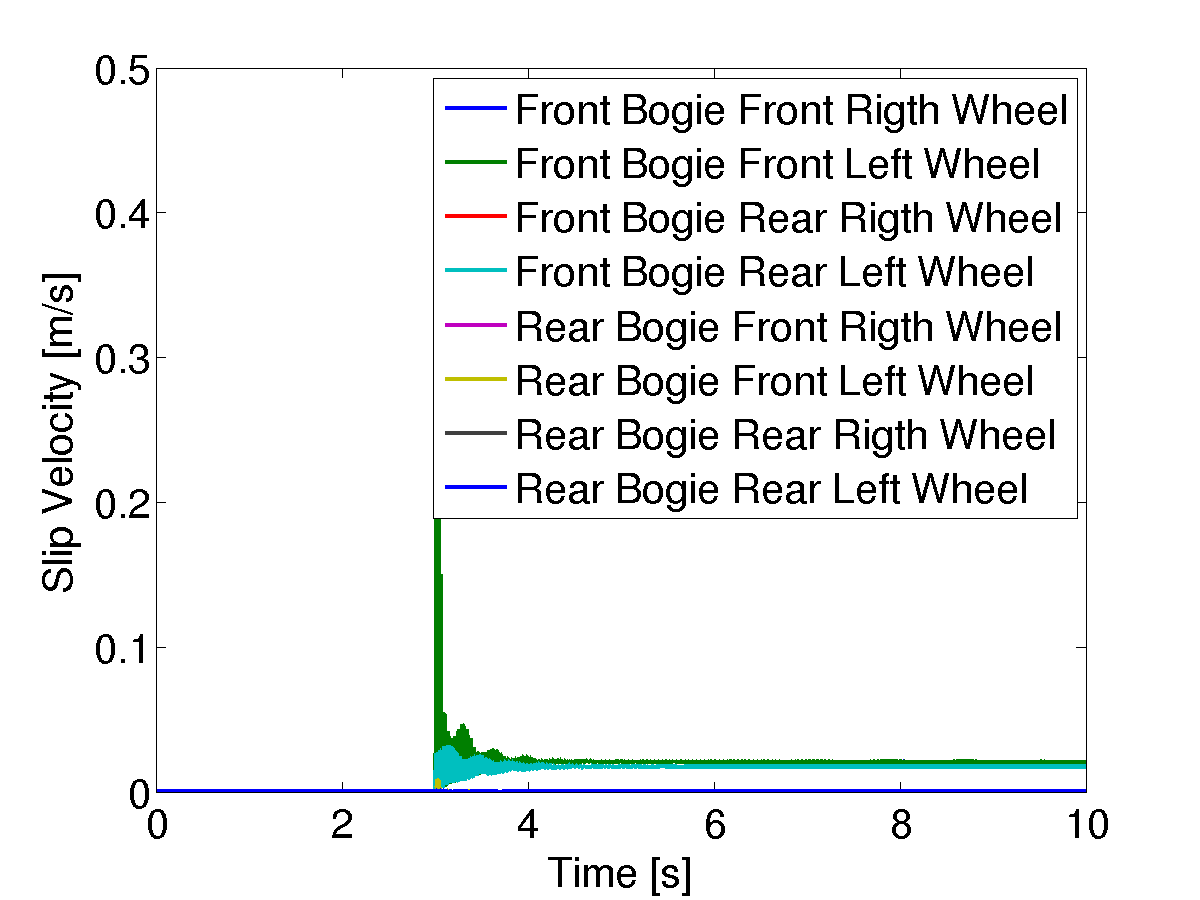 0.5
0.4
0.3
0.2
0.1
0
Slip Velocity [m/s]
Front Bogie Front Rigth Wheel
Front Bogie Front Left Wheel
Front Bogie Rear Rigth Wheel
Front Bogie Rear Left Wheel
Rear Bogie Front Rigth Wheel
Rear Bogie Front Left Wheel
Rear Bogie Rear Rigth Wheel
Rear Bogie Rear Left Wheel
0 2 4 6 8 10
Time [s]